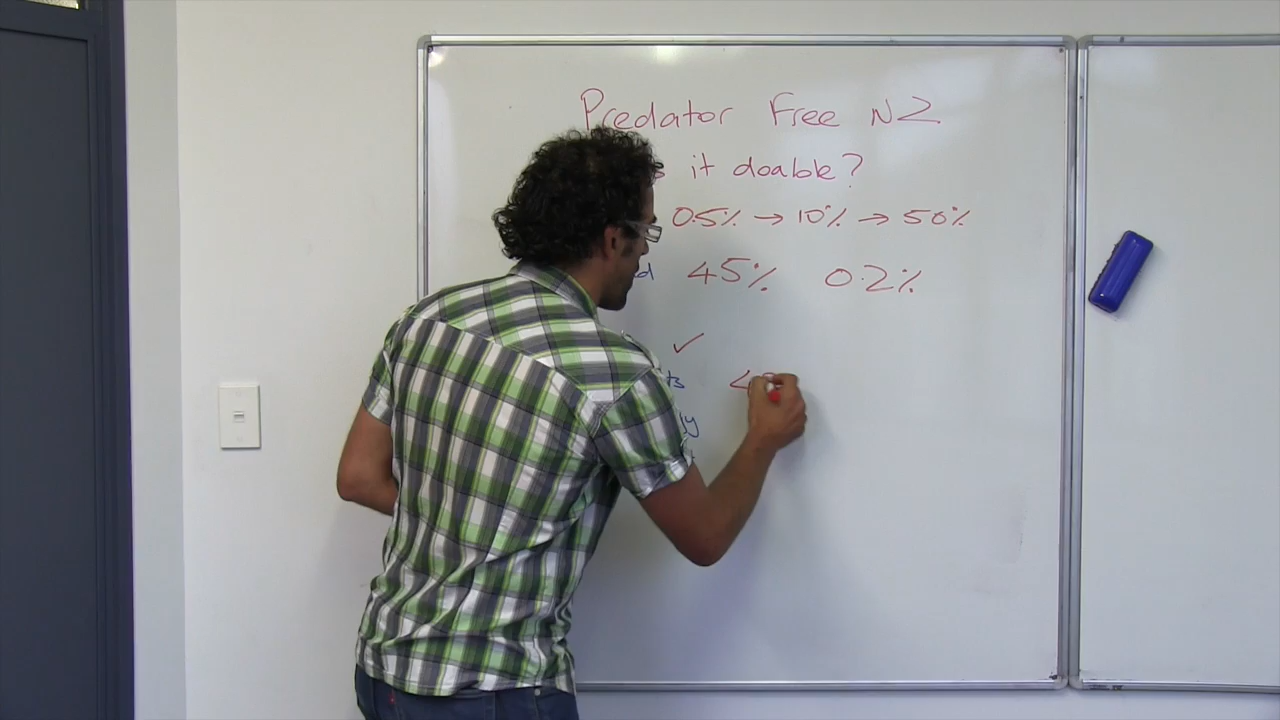 Predator Free NZ
it doable?
0.5% → 10% → 50%
45% 0.2%
✓